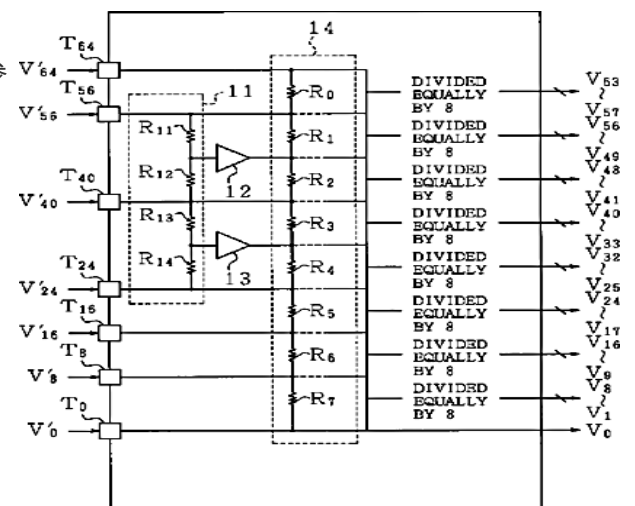 T64
V'64
T56
V'56
T40
V'40
T24
V'24
T16
V'16
T8
V'8
T0
V'0
11
R11
R12
R13
R14
12
13
14
R0
R1
R2
R3
R4
R5
R6
R7
DIVIDED
EQUALLY
BY 8
DIVIDED
EQUALLY
BY 8
DIVIDED
EQUALLY
BY 8
DIVIDED
EQUALLY
BY 8
DIVIDED
EQUALLY
BY 8
DIVIDED
EQUALLY
BY 8
DIVIDED
EQUALLY
BY 8
DIVIDED
EQUALLY
BY 8
V53
~
V57
V56
~
V49
V48
~
V41
V40
~
V33
V32
~
V25
V24
~
V17
V16
~
V9
V8
~
V1
V0